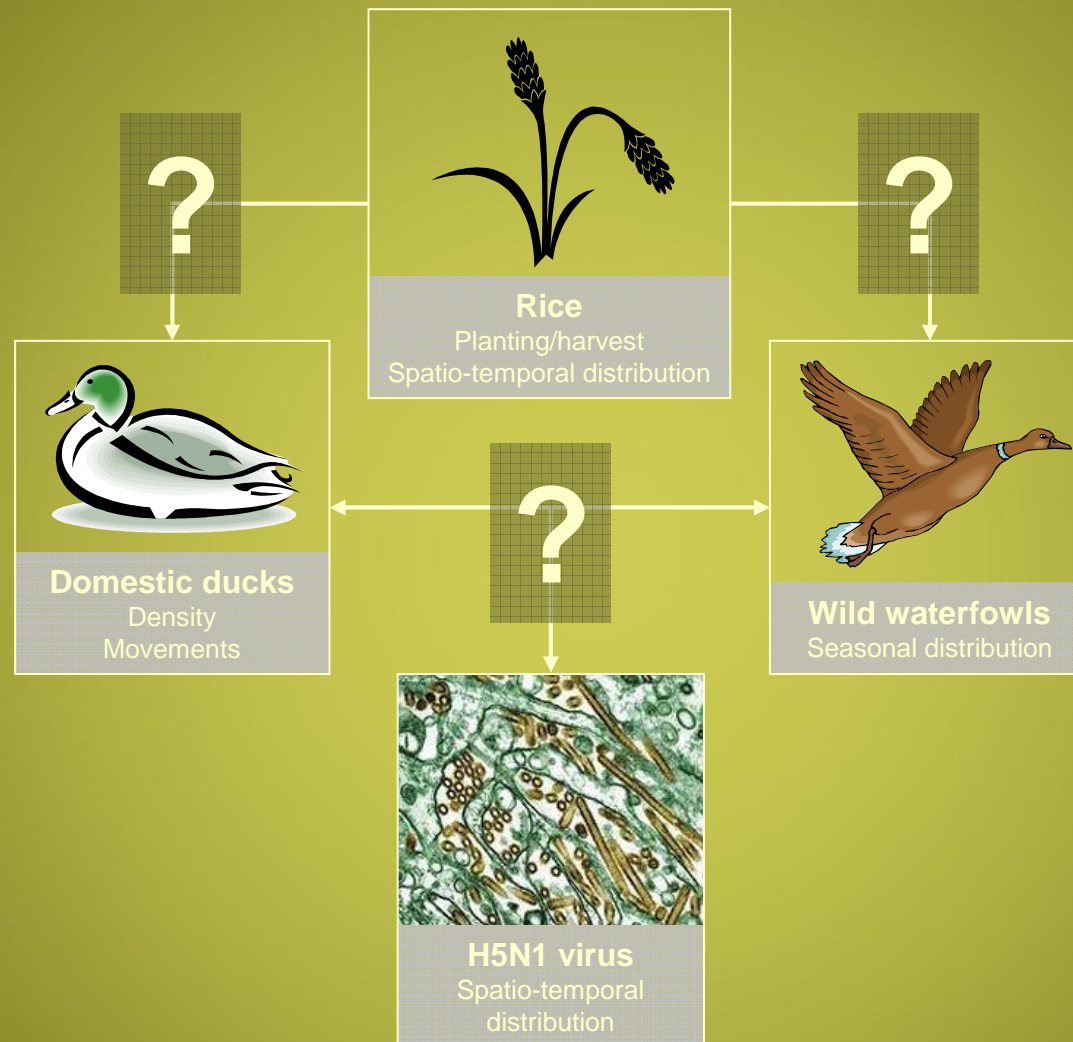 ?
?
Rice
Planting/harvest
Spatio-temporal distribution
?
Domestic ducks
Density
Movements
Wild waterfowls
Seasonal distribution
H5N1 virus
Spatio-temporal
distribution